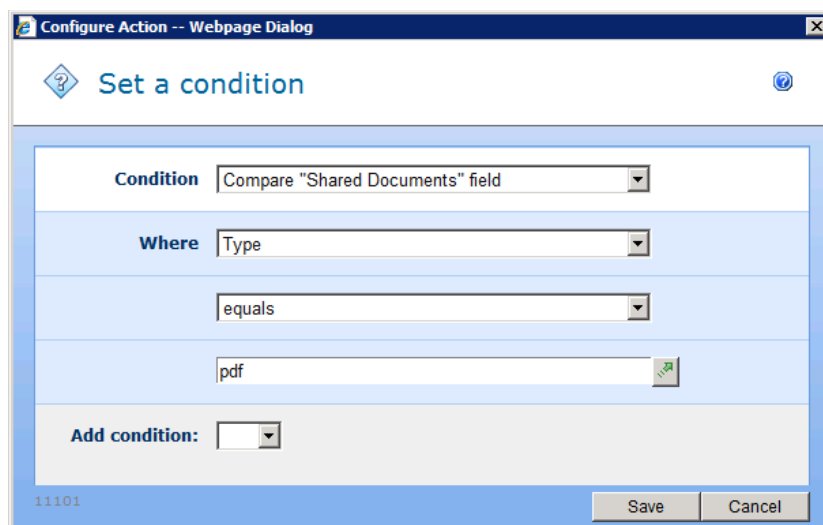 Configure Action -- Webpage Dialog
Set a condition
Condition Compare "Shared Documents" field
Where Type
equals
pdf
Add condition:
11101
Save Cancel